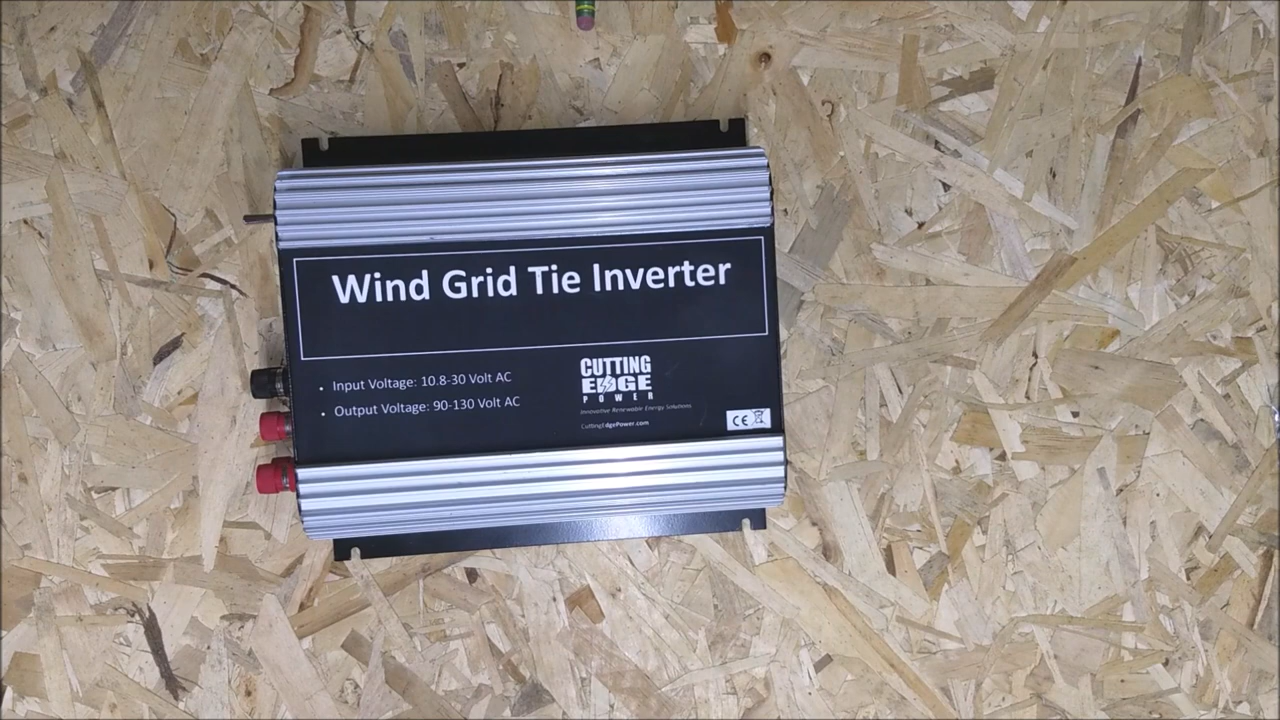 Wind Grid Tie Inverter
• Input Voltage: 10.8-30 Volt AC
• Output Voltage: 90-130 Volt AC
CUTTING
EDGE
POWER
Innovative Renewable Energy Solutions
CuttingEdgePower.com
CE